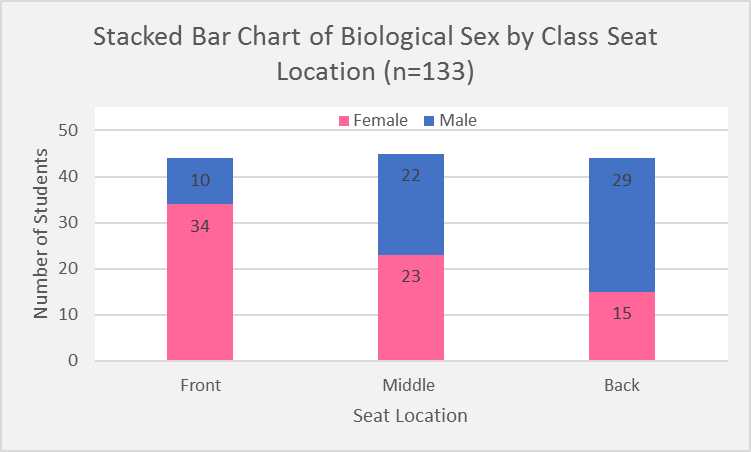 Stacked Bar Chart of Biological Sex by Class Seat
Location (n=133)
Female Male
Number of Students
50
40
30
20
10
0
10
22
29
34
23
15
Front Middle Back
Seat Location